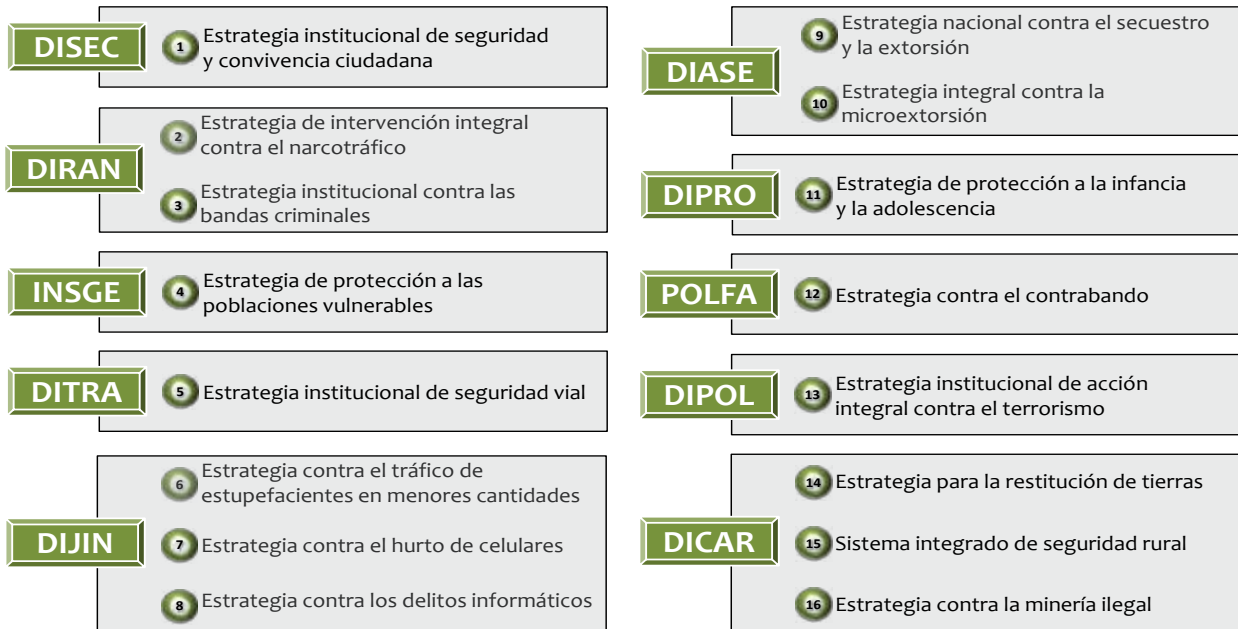 DISEC
1
Estrategia institucional de seguridad
y convivencia ciudadana
DIRAN
2
Estrategia de intervención integral
contra el narcotráfico
3
Estrategia institucional contra las
bandas criminales
INSGE
4
Estrategia de protección a las
poblaciones vulnerables
DITRA
5
Estrategia institucional de seguridad vial
DIJIN
6
Estrategia contra el tráfico de
estupefacientes en menores cantidades
7
Estrategia contra el hurto de celulares
8
Estrategia contra los delitos informáticos
DIASE
9
Estrategia nacional contra el secuestro
y la extorsión
10
Estrategia integral contra la
microextorsión
DIPRO
11
Estrategia de protección a la infancia
y la adolescencia
POLFA
12
Estrategia contra el contrabando
DIPOL
13
Estrategia institucional de acción
integral contra el terrorismo
DICAR
14
Estrategia para la restitución de tierras
15
Sistema integrado de seguridad rural
16
Estrategia contra la minería ilegal